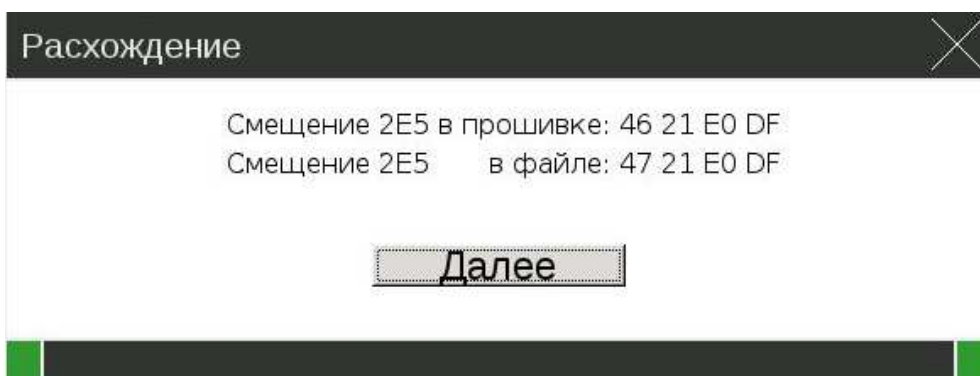 Расхождение
Смещение 2E5 в прошивке: 46 21 E0 DF
Смещение 2E5 в файле: 47 21 E0 DF
Далее